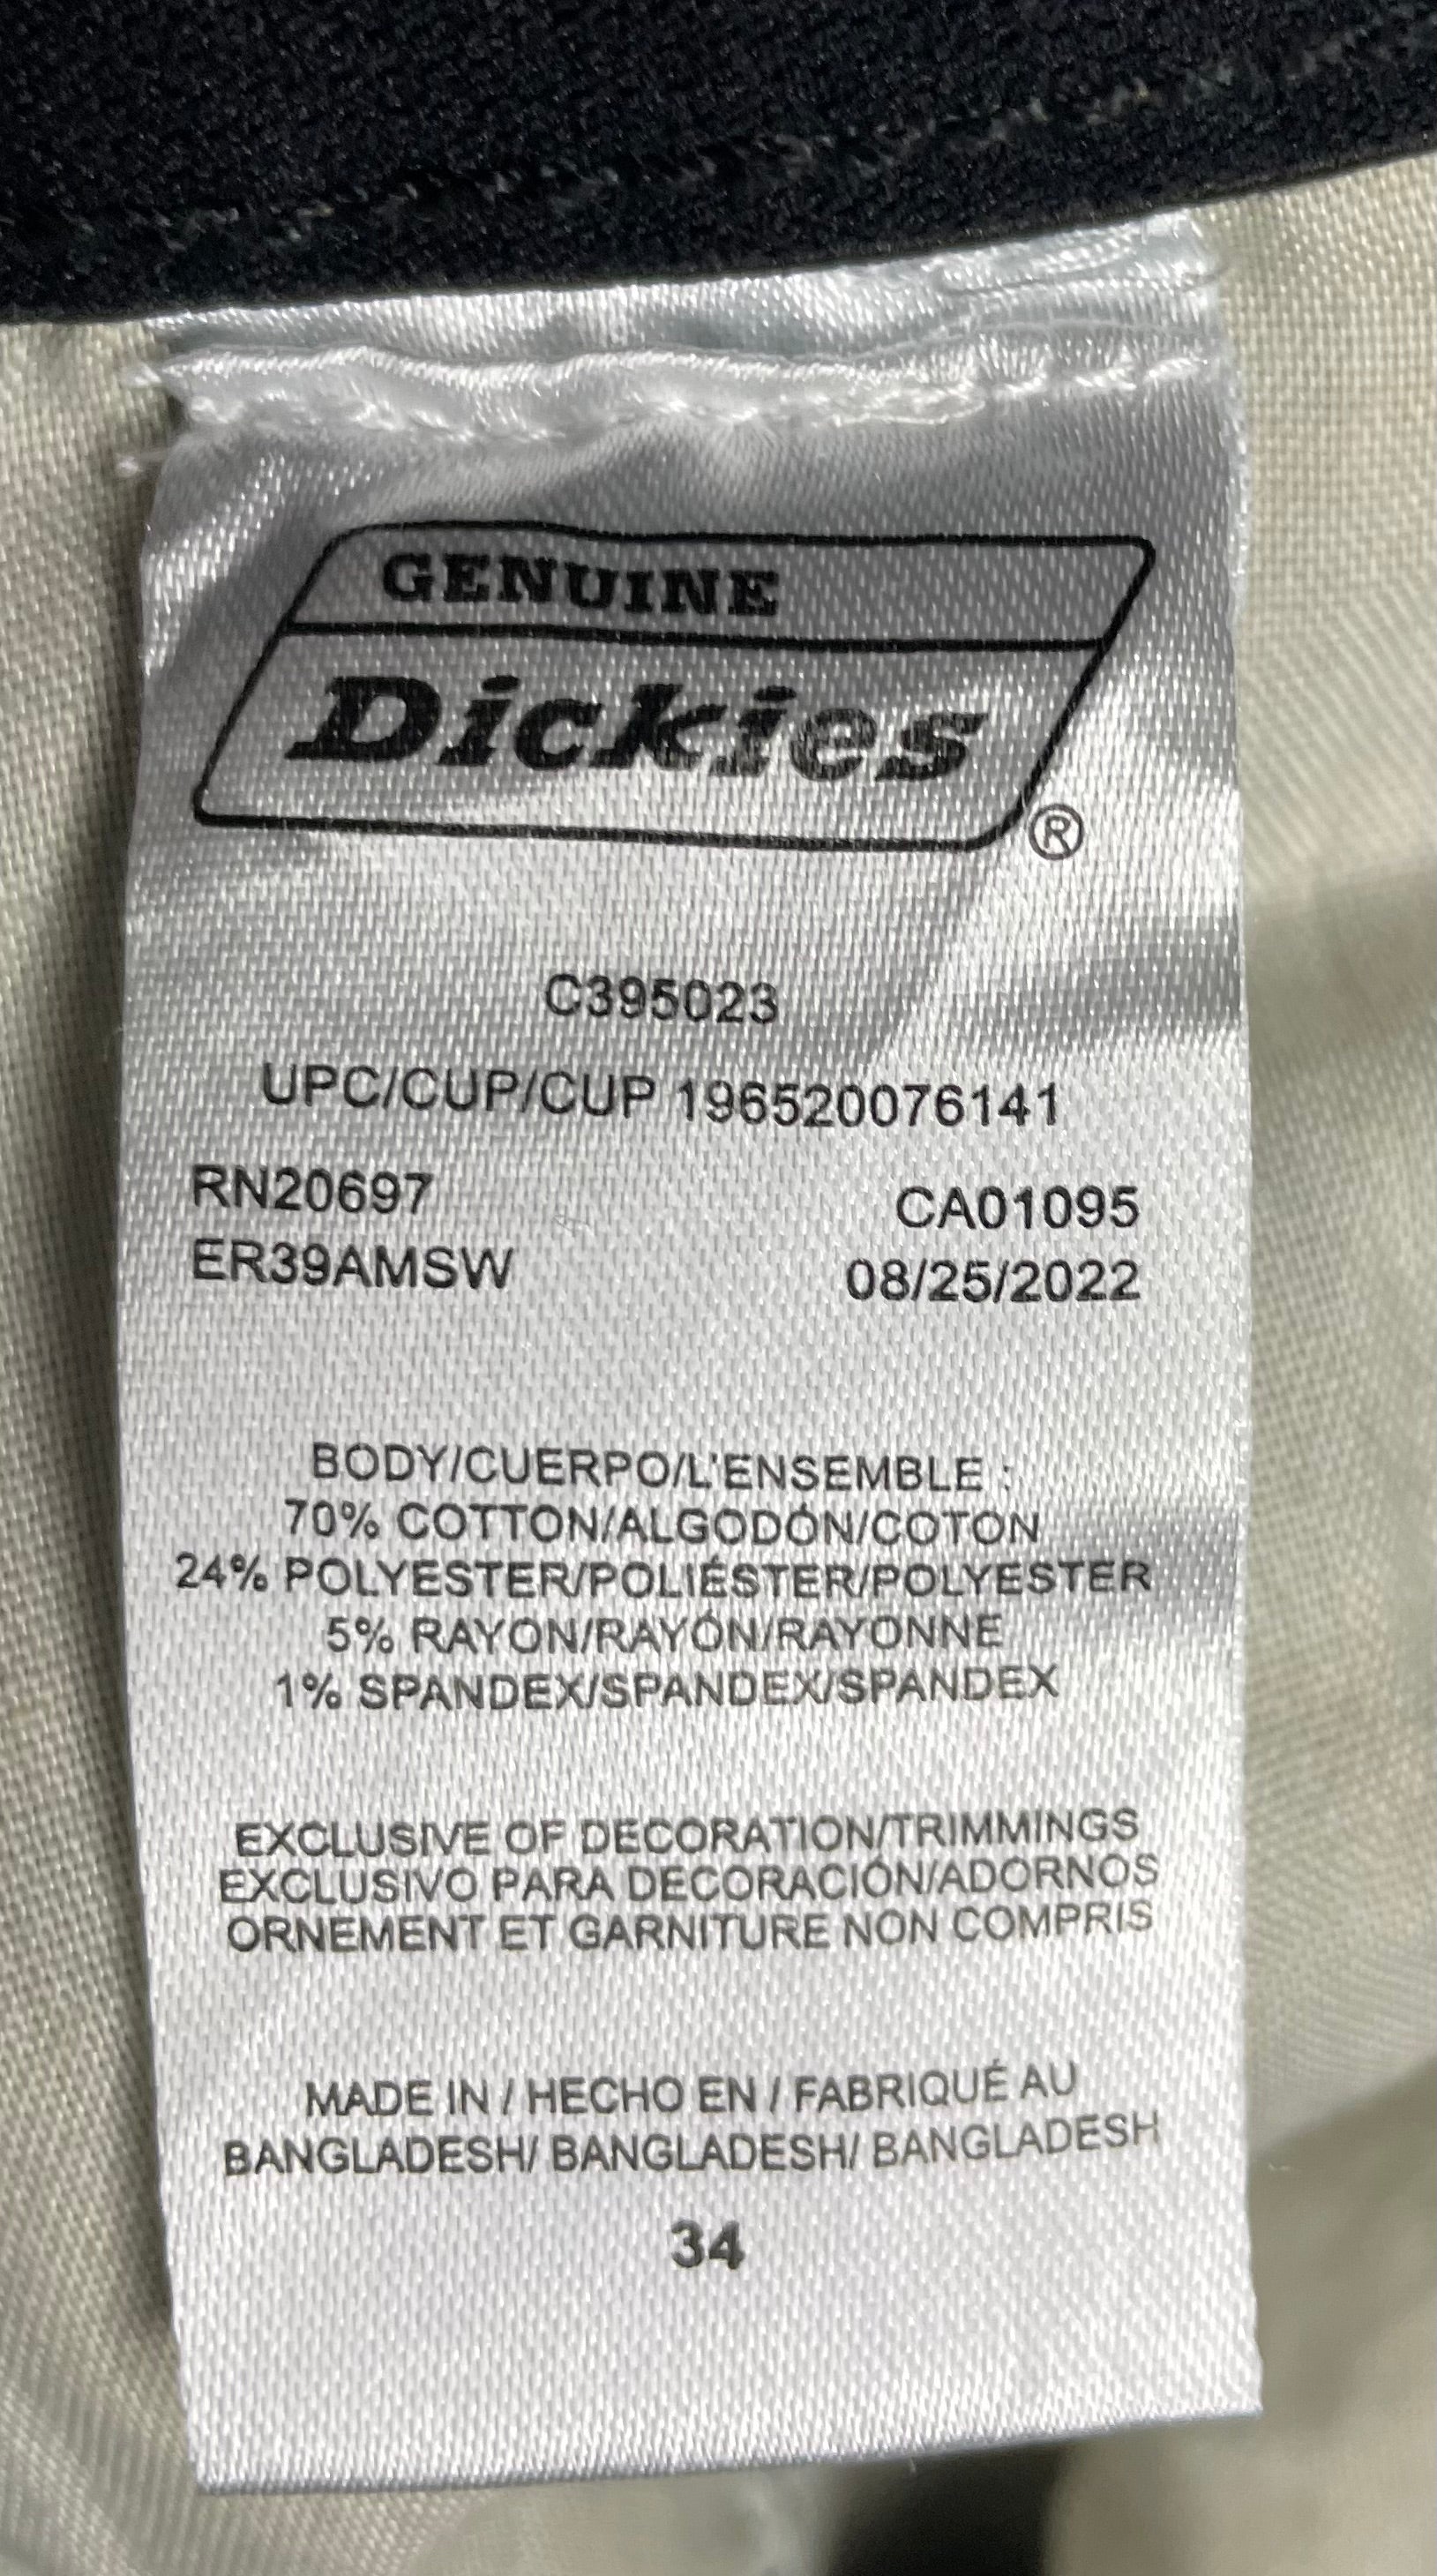 GENUINE
Dickies
®
C395023
UPC/CUP/CUP 196520076141
RN20697 CA01095
ER39AMSW 08/25/2022
BODY/CUERPO/L'ENSEMBLE :
70% COTTON/ALGODÓN/COTON
24% POLYESTER/POLIÉSTER/POLYESTER
5% RAYON/RAYÓN/RAYONNE
1% SPANDEX/SPANDEX/SPANDEX
EXCLUSIVE OF DECORATION/TRIMMINGS
EXCLUSIVO PARA DECORACIÓN/ADORNOS
ORNEMENT ET GARNITURE NON COMPRIS
MADE IN / HECHO EN / FABRIQUÉ AU
BANGLADESH/ BANGLADESH/ BANGLADESH
34